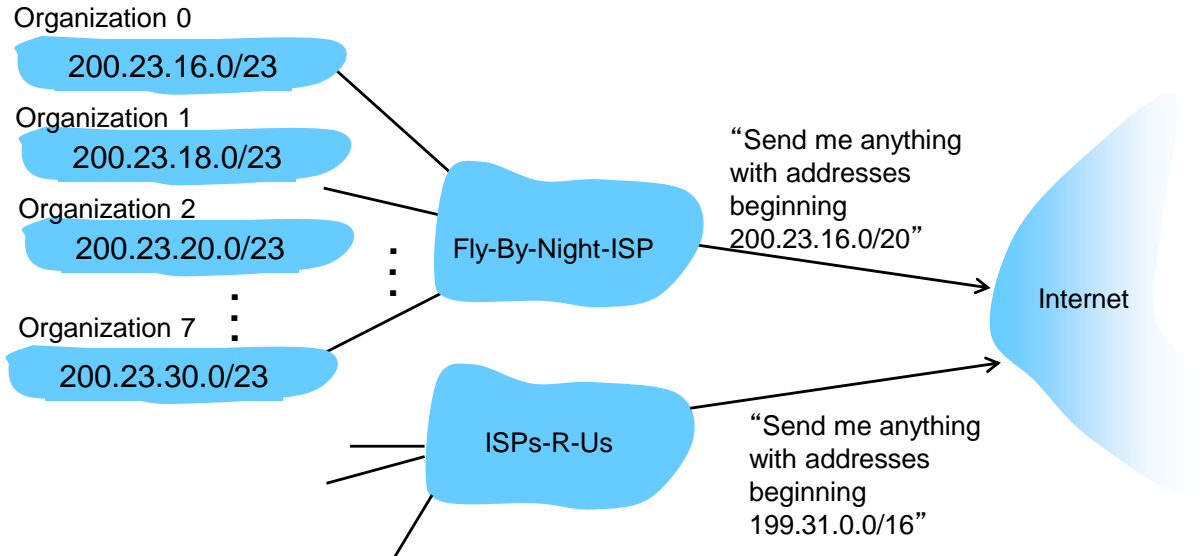 Organization 0
200.23.16.0/23
Organization 1
200.23.18.0/23
Organization 2
200.23.20.0/23
Organization 7
200.23.30.0/23
Fly-By-Night-ISP
“Send me anything
with addresses
beginning
200.23.16.0/20”
Internet
ISPs-R-Us
“Send me anything
with addresses
beginning
199.31.0.0/16”